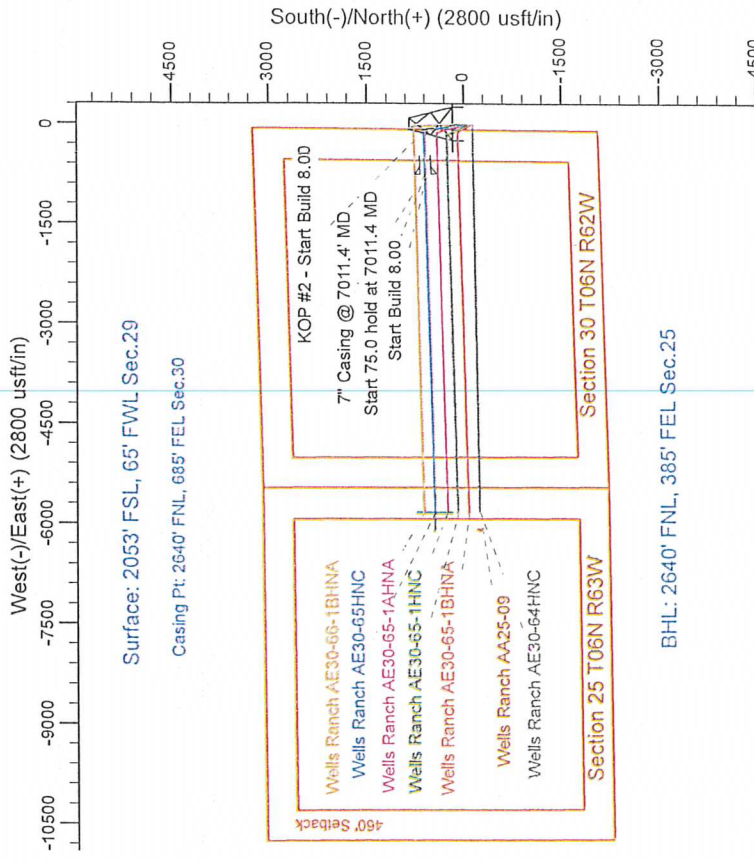 South(-)/North(+) (2800 usft/in)
4500
3000
1500
0
-1500
-3000
-4500
West(-)/East(+) (2800 usft/in)
0
-1500
-3000
-4500
-6000
-7500
-9000
-10500
Surface: 2053' FSL, 65' FWL Sec.29
Casing Pt: 2640' FNL, 685' FEL Sec.30
KOP #2 - Start Build 8.00
7" Casing @ 7011.4' MD
Start 75.0 hold at 7011.4 MD
Start Build 8.00
Section 30 T06N R62W
BHL: 2640' FNL, 385' FEL Sec.25
Wells Ranch AE30-66-1BHNA
Wells Ranch AE30-65HNC
Wells Ranch AE30-65-1AHNA
Wells Ranch AE30-65-1HNC
Wells Ranch AE30-65-1BHNA
Wells Ranch AA25-09
Wells Ranch AE30-64HNC
Section 25 T06N R63W
460' Setback